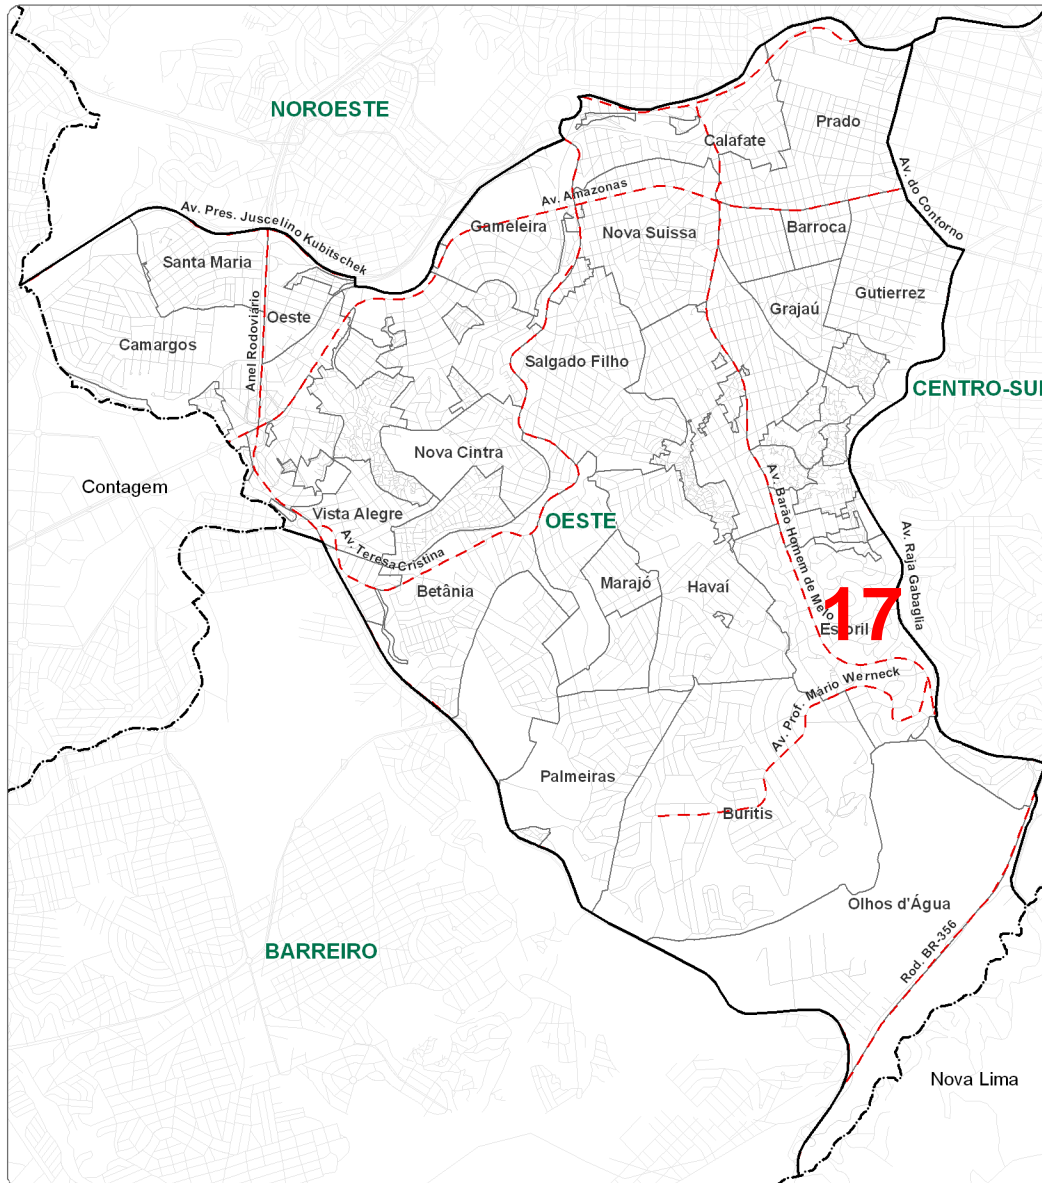 NOROESTE
Prado
Calafate
Av. do Contorno
Av. Amazonas
Av. Pres. Juscelino Kubitschek
Gameleira
Nova Suissa
Barroca
Santa Maria
Gutierrez
Grajaú
Oeste
Anel Rodoviário
Camargos
Salgado Filho
CENTRO-SUL
Nova Cintra
Contagem
Vista Alegre
OESTE
Av. Teresa Cristina
Av. Barão Homem de Melo
Av. Raja Gabaglia
Betânia
Marajó
Havaí
17
Estoril
Av. Prof. Mário Werneck
Palmeiras
Buritis
Olhos d'Água
BARREIRO
Rod. BR-356
Nova Lima